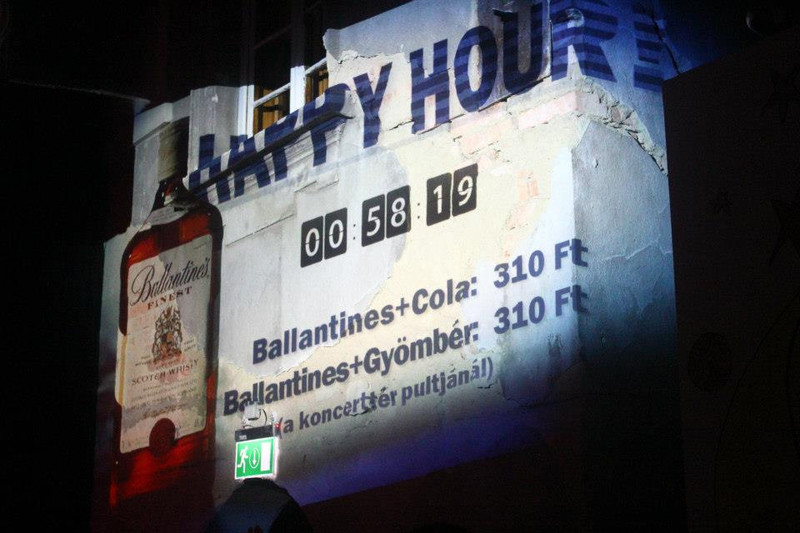 HAPPY HOUR!
00:58:19
Ballantines+Cola: 310 Ft
Ballantines+Gyömbér: 310 Ft
(a koncerttér pultjánál)
Ballantine's
FINEST
SCOTCH WHISKY